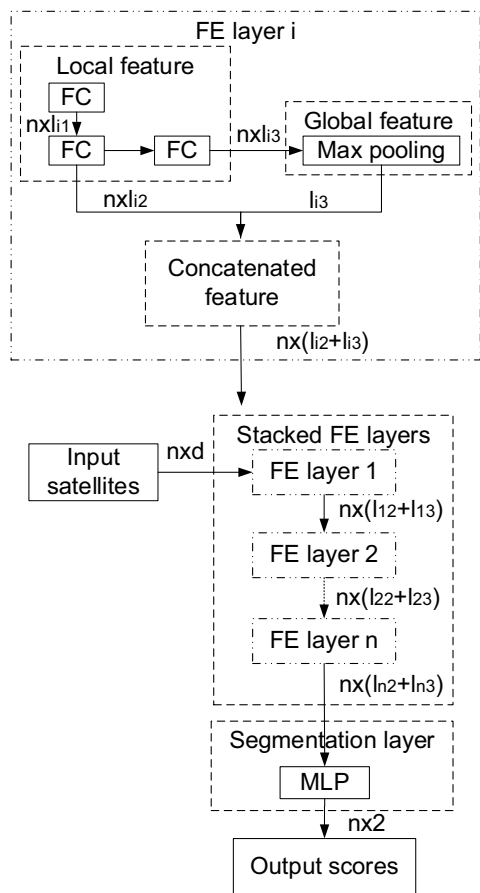 FE layer i
Local feature
FC
nxli1
FC
FC
nxli3
Global feature
Max pooling
nxli2
li3
Concatenated
feature
nx(li2+li3)
Stacked FE layers
Input
satellites
nxd
FE layer 1
nx(l12+l13)
FE layer 2
nx(l22+l23)
FE layer n
nx(ln2+ln3)
Segmentation layer
MLP
nx2
Output scores